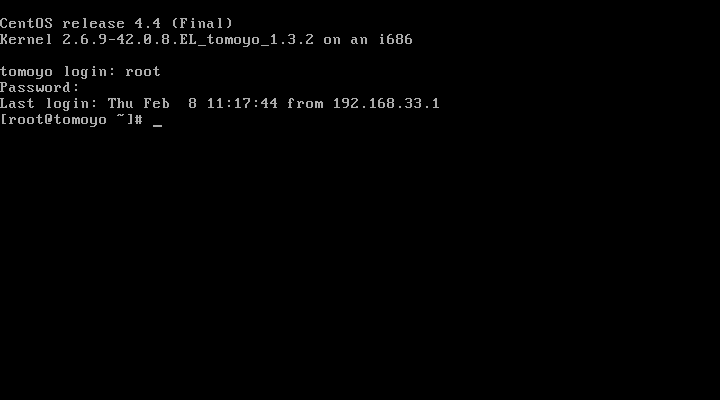 CentOS release 4.4 (Final)
Kernel 2.6.9-42.0.8.EL_tomoyo_1.3.2 on an i686
tomoyo login: root
Password:
Last login: Thu Feb  8 11:17:44 from 192.168.33.1
[root@tomoyo ~]# _